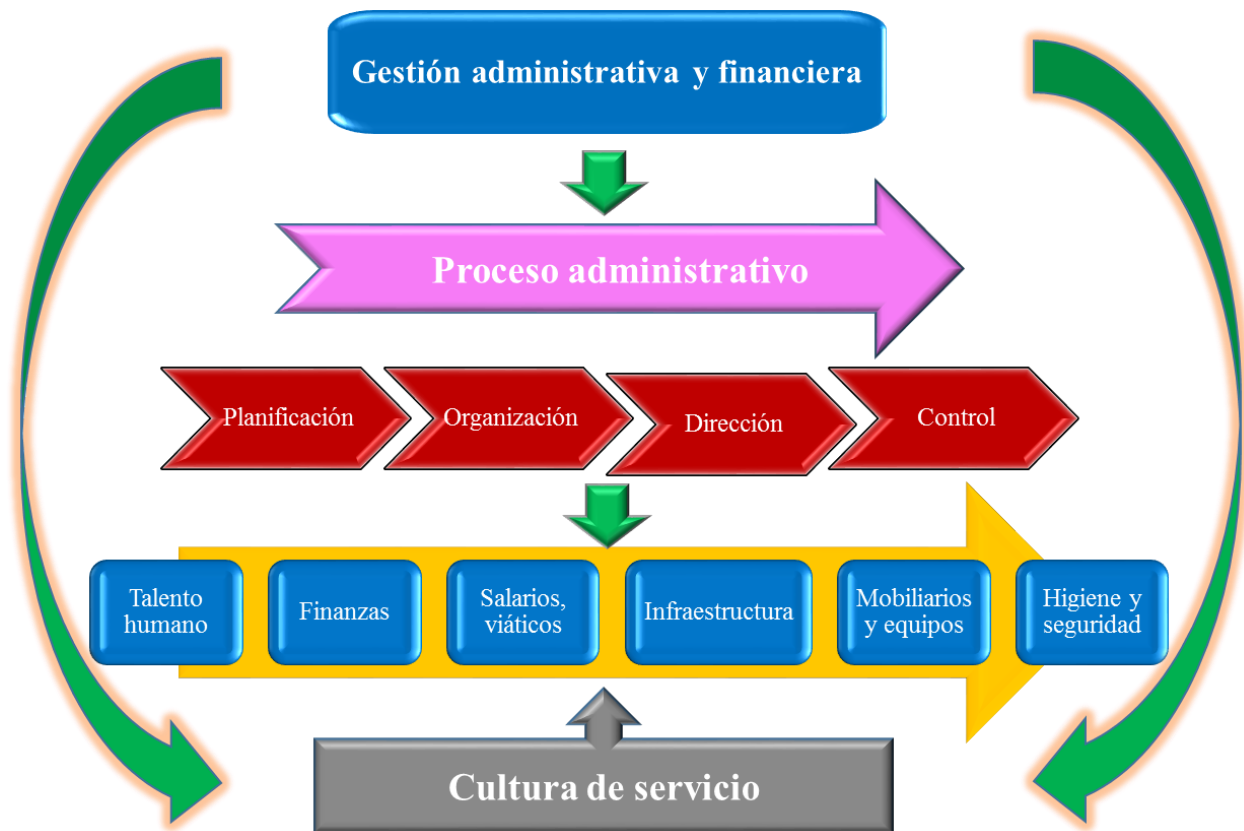 Gestión administrativa y financiera
Proceso administrativo
Planificación
Organización
Dirección
Control
Talento
humano
Finanzas
Salarios,
viáticos
Infraestructura
Mobiliarios
y equipos
Higiene y
seguridad
Cultura de servicio